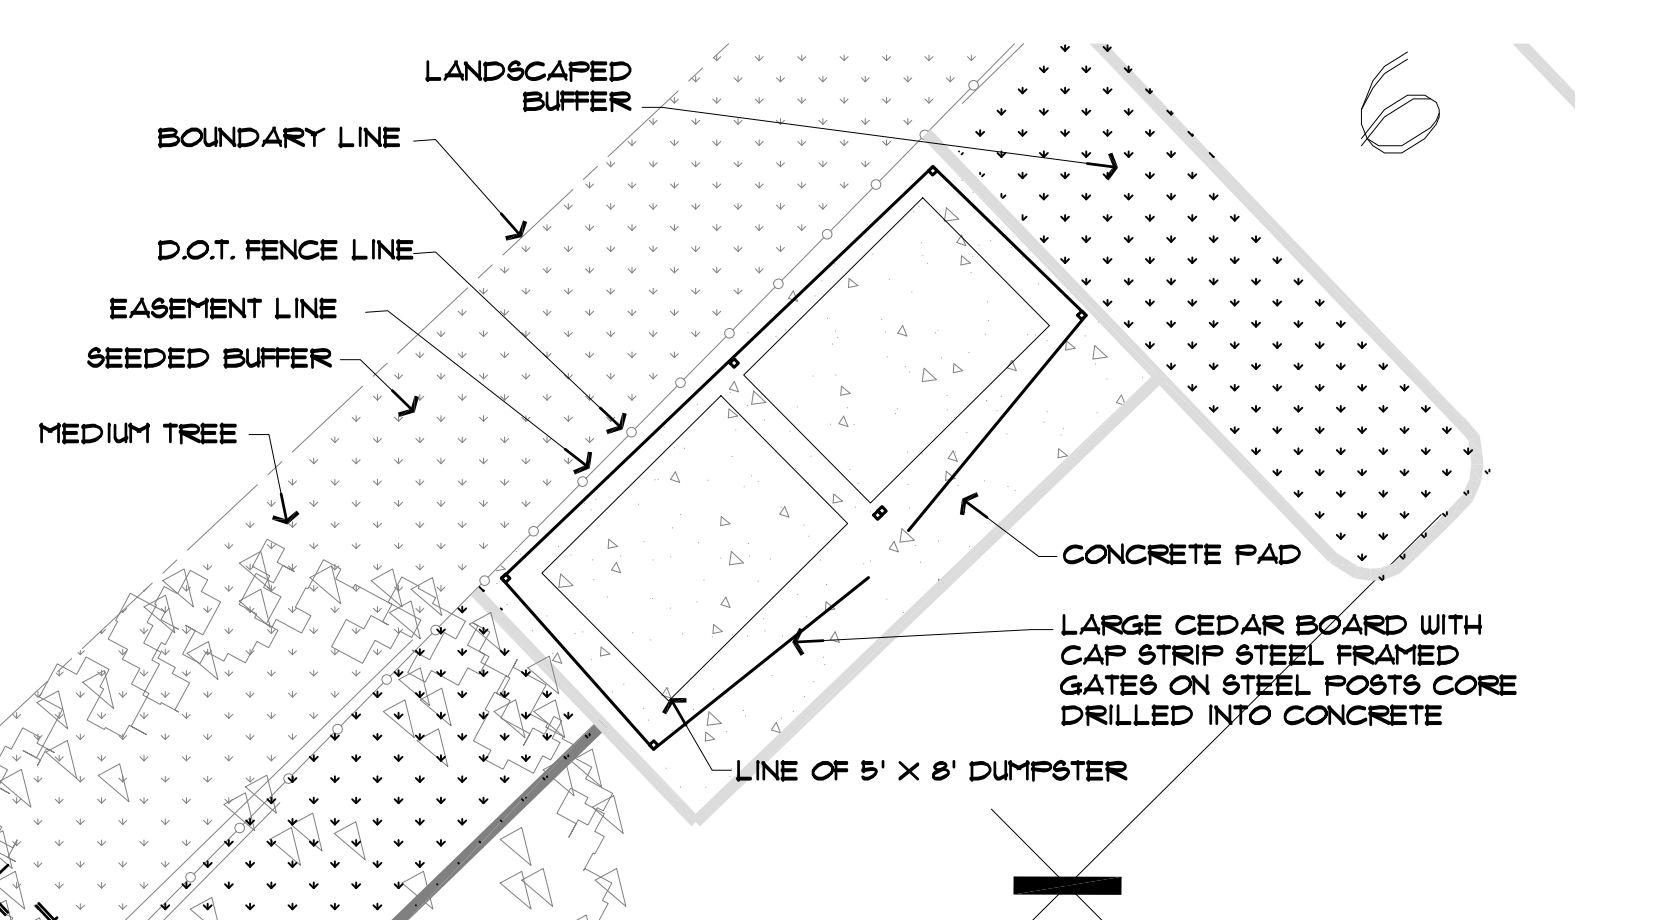 LANDSCAPED
BUFFER
BOUNDARY LINE
D.O.T. FENCE LINE
EASEMENT LINE
SEEDED BUFFER
MEDIUM TREE
6
CONCRETE PAD
LARGE CEDAR BOARD WITH
CAP STRIP STEEL FRAMED
GATES ON STEEL POSTS CORE
DRILLED INTO CONCRETE
LINE OF 5' X 8' DUMPSTER